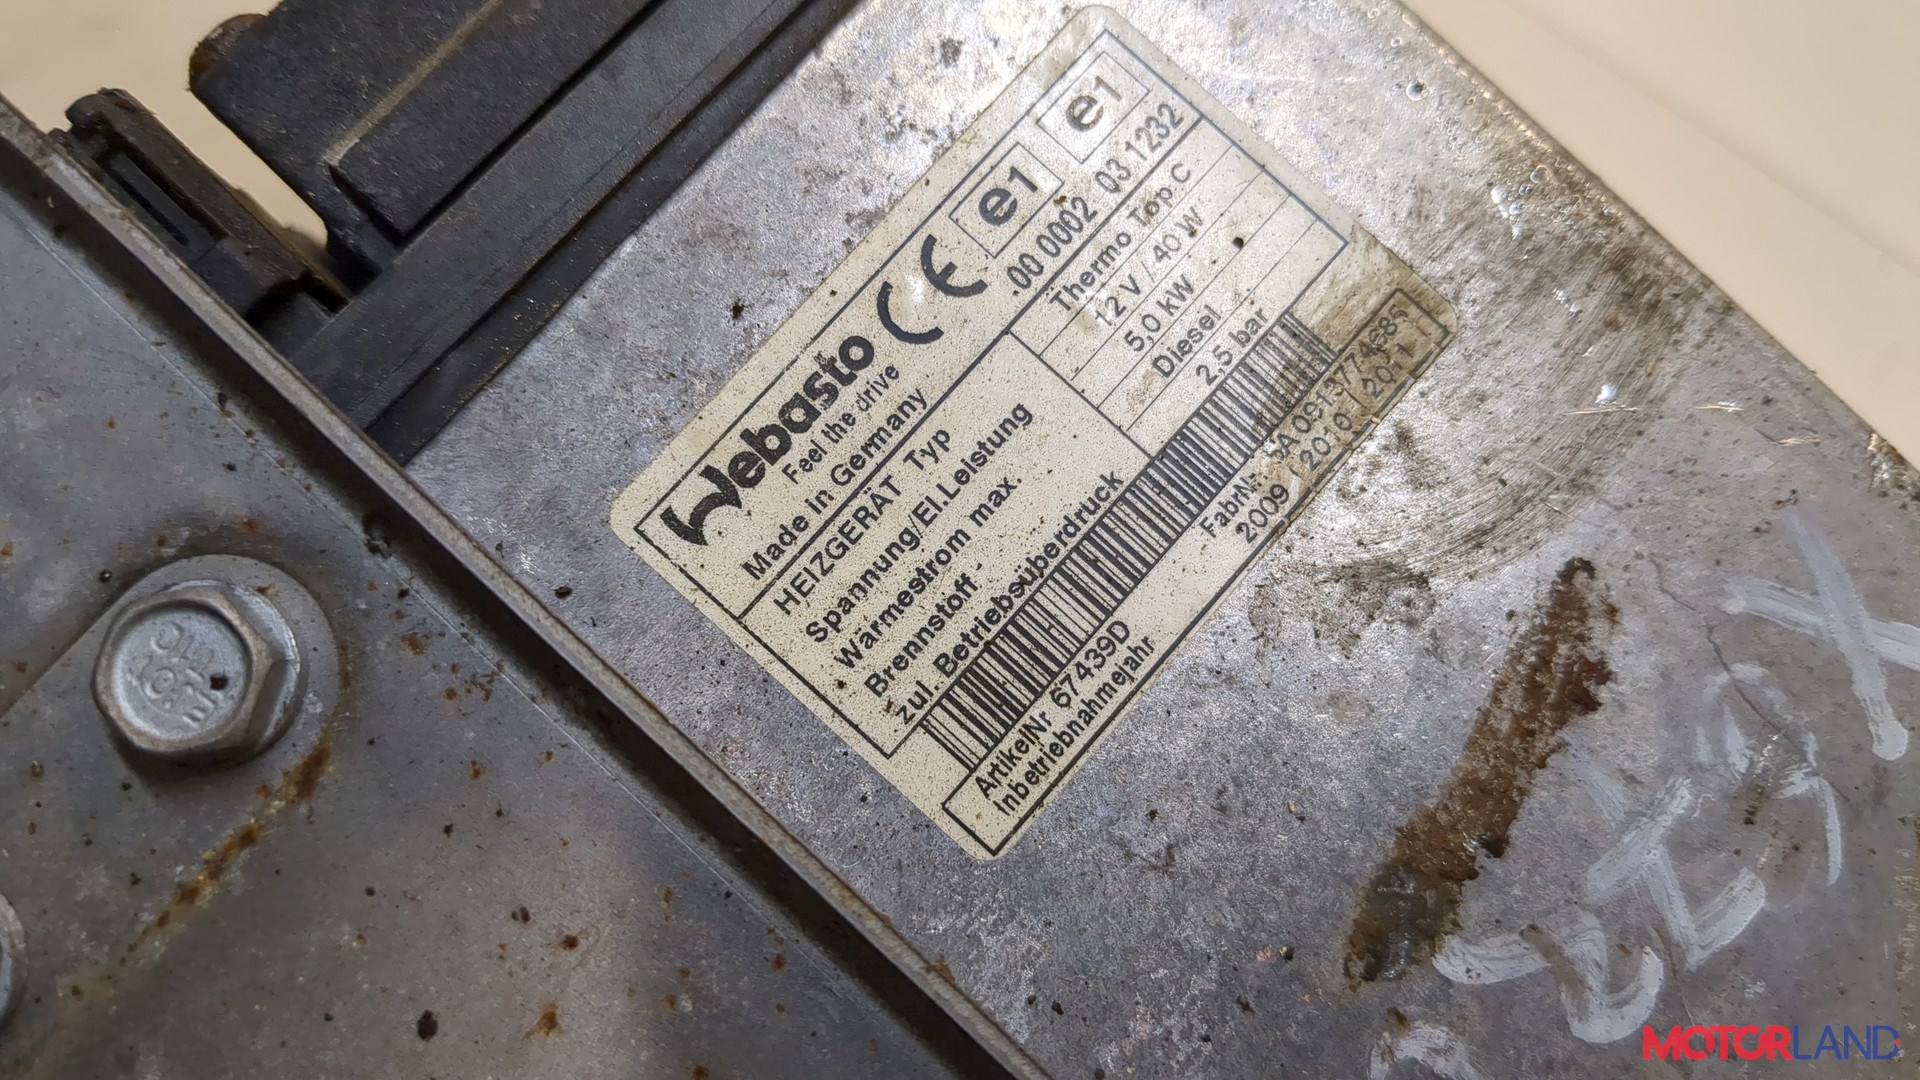 Webasto
Feel the drive
Made in Germany
CE
e1
e1
00 0002
03 1232
HEIZGERÄT Typ
Thermo Top C
Spannung/El Leistung
12 V / 40 W
Wärmestrom max.
5,0 kW
Brennstoff -
Diesel
zul. Betriebsüberdruck
2,5 bar
ArtikelNr. 67439D
FabrNr. 5A 0913774685
Inbetriebnahmejahr
2009 2010 2011
MOTORLAND